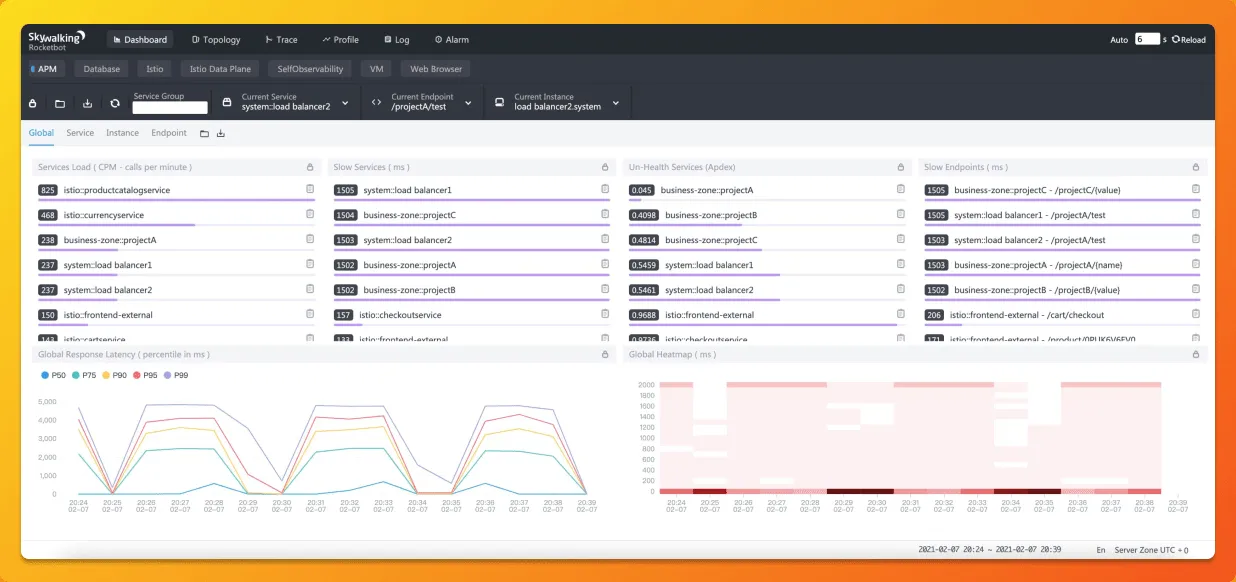 Skywalking
Rocketbot
Dashboard Topology Trace Profile Log Alarm
Auto 6 s Reload
APM Database Istio Istio Data Plane SelfObservability VM Web Browser
Service Group
Current Service
system::load balancer2
Current Endpoint
/projectA/test
Current Instance
load balancer2.system
Global Service Instance Endpoint
Services Load ( CPM - calls per minute )
825 istio::productcatalogservice
468 istio::currencyservice
238 business-zone::projectA
237 system::load balancer1
237 system::load balancer2
150 istio::frontend-external
143 istio::cartservice
Slow Services ( ms )
1505 system::load balancer1
1504 business-zone::projectC
1503 system::load balancer2
1502 business-zone::projectA
1502 business-zone::projectB
157 istio::checkoutservice
133 istio::frontend-external
Un-Health Services (Apdex)
0.045 business-zone::projectA
0.4098 business-zone::projectB
0.4814 business-zone::projectC
0.5459 system::load balancer1
0.5461 system::load balancer2
0.9688 istio::frontend-external
0.9736 istio::checkoutservice
Slow Endpoints ( ms )
1505 business-zone::projectC - /projectC/{value}
1505 system::load balancer1 - /projectA/test
1503 system::load balancer2 - /projectA/test
1503 business-zone::projectA - /projectA/{name}
1502 business-zone::projectB - /projectB/{value}
206 istio::frontend-external - /cart/checkout
171 istio::frontend-external - /product/0PUK6V6EV0
Global Response Latency ( percentile in ms )
P50 P75 P90 P95 P99
5,000
4,000
3,000
2,000
1,000
0
20:24 20:25 20:26 20:27 20:28 20:29 20:30 20:31 20:32 20:33 20:34 20:35 20:36 20:37 20:38 20:39
02-07 02-07 02-07 02-07 02-07 02-07 02-07 02-07 02-07 02-07 02-07 02-07 02-07 02-07 02-07 02-07
Global Heatmap ( ms )
2000
1800
1600
1400
1200
1000
800
600
400
200
0
20:24 20:25 20:26 20:27 20:28 20:29 20:30 20:31 20:32 20:33 20:34 20:35 20:36 20:37 20:38 20:39
02-07 02-07 02-07 02-07 02-07 02-07 02-07 02-07 02-07 02-07 02-07 02-07 02-07 02-07 02-07 02-07
2021-02-07 20:24 ~ 2021-02-07 20:39
En Server Zone UTC + 0